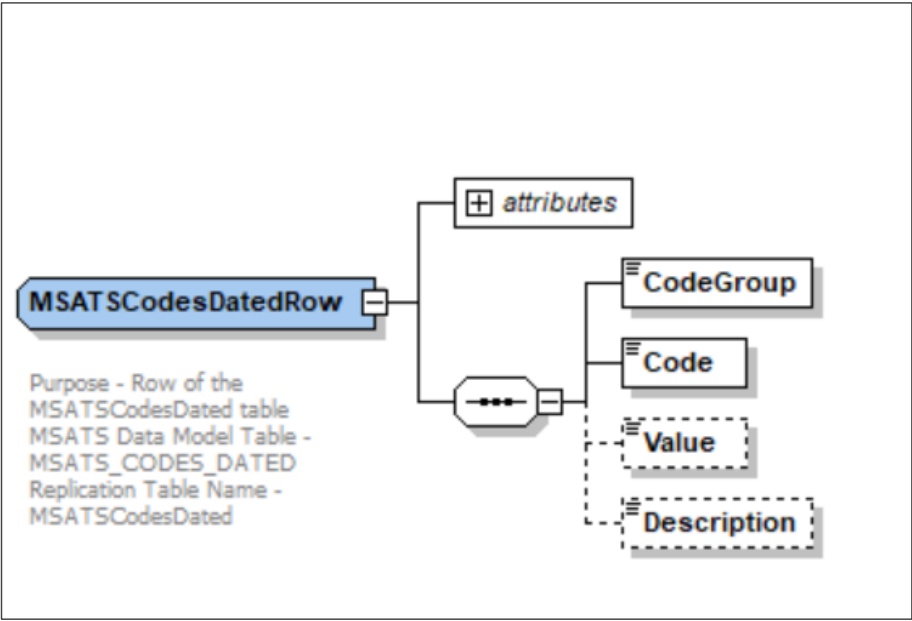 attributes
MSATSCodesDatedRow
Purpose - Row of the
MSATSCodesDated table
MSATS Data Model Table -
MSATS_CODES_DATED
Replication Table Name -
MSATSCodesDated
CodeGroup
Code
Value
Description